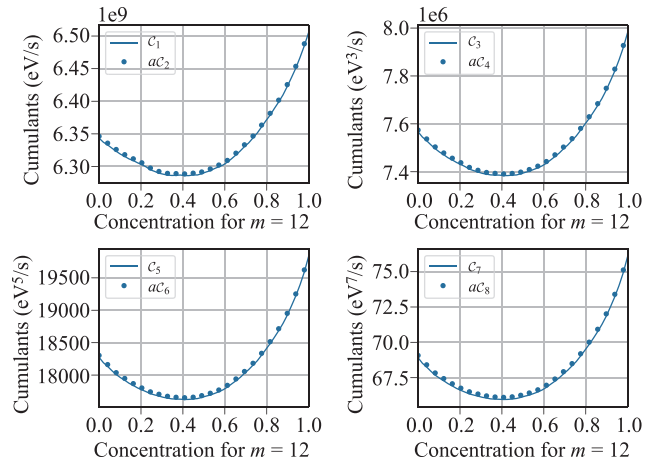 1e9
Cumulants (eV/s)
6.50
6.45
6.40
6.35
6.30
C₁
aC₂
0.0 0.2 0.4 0.6 0.8 1.0
Concentration for m = 12
1e6
Cumulants (eV³/s)
8.0
7.8
7.6
7.4
C₃
aC₄
0.0 0.2 0.4 0.6 0.8 1.0
Concentration for m = 12
Cumulants (eV⁵/s)
19500
19000
18500
18000
C₅
aC₆
0.0 0.2 0.4 0.6 0.8 1.0
Concentration for m = 12
Cumulants (eV⁷/s)
75.0
72.5
70.0
67.5
C₇
aC₈
0.0 0.2 0.4 0.6 0.8 1.0
Concentration for m = 12